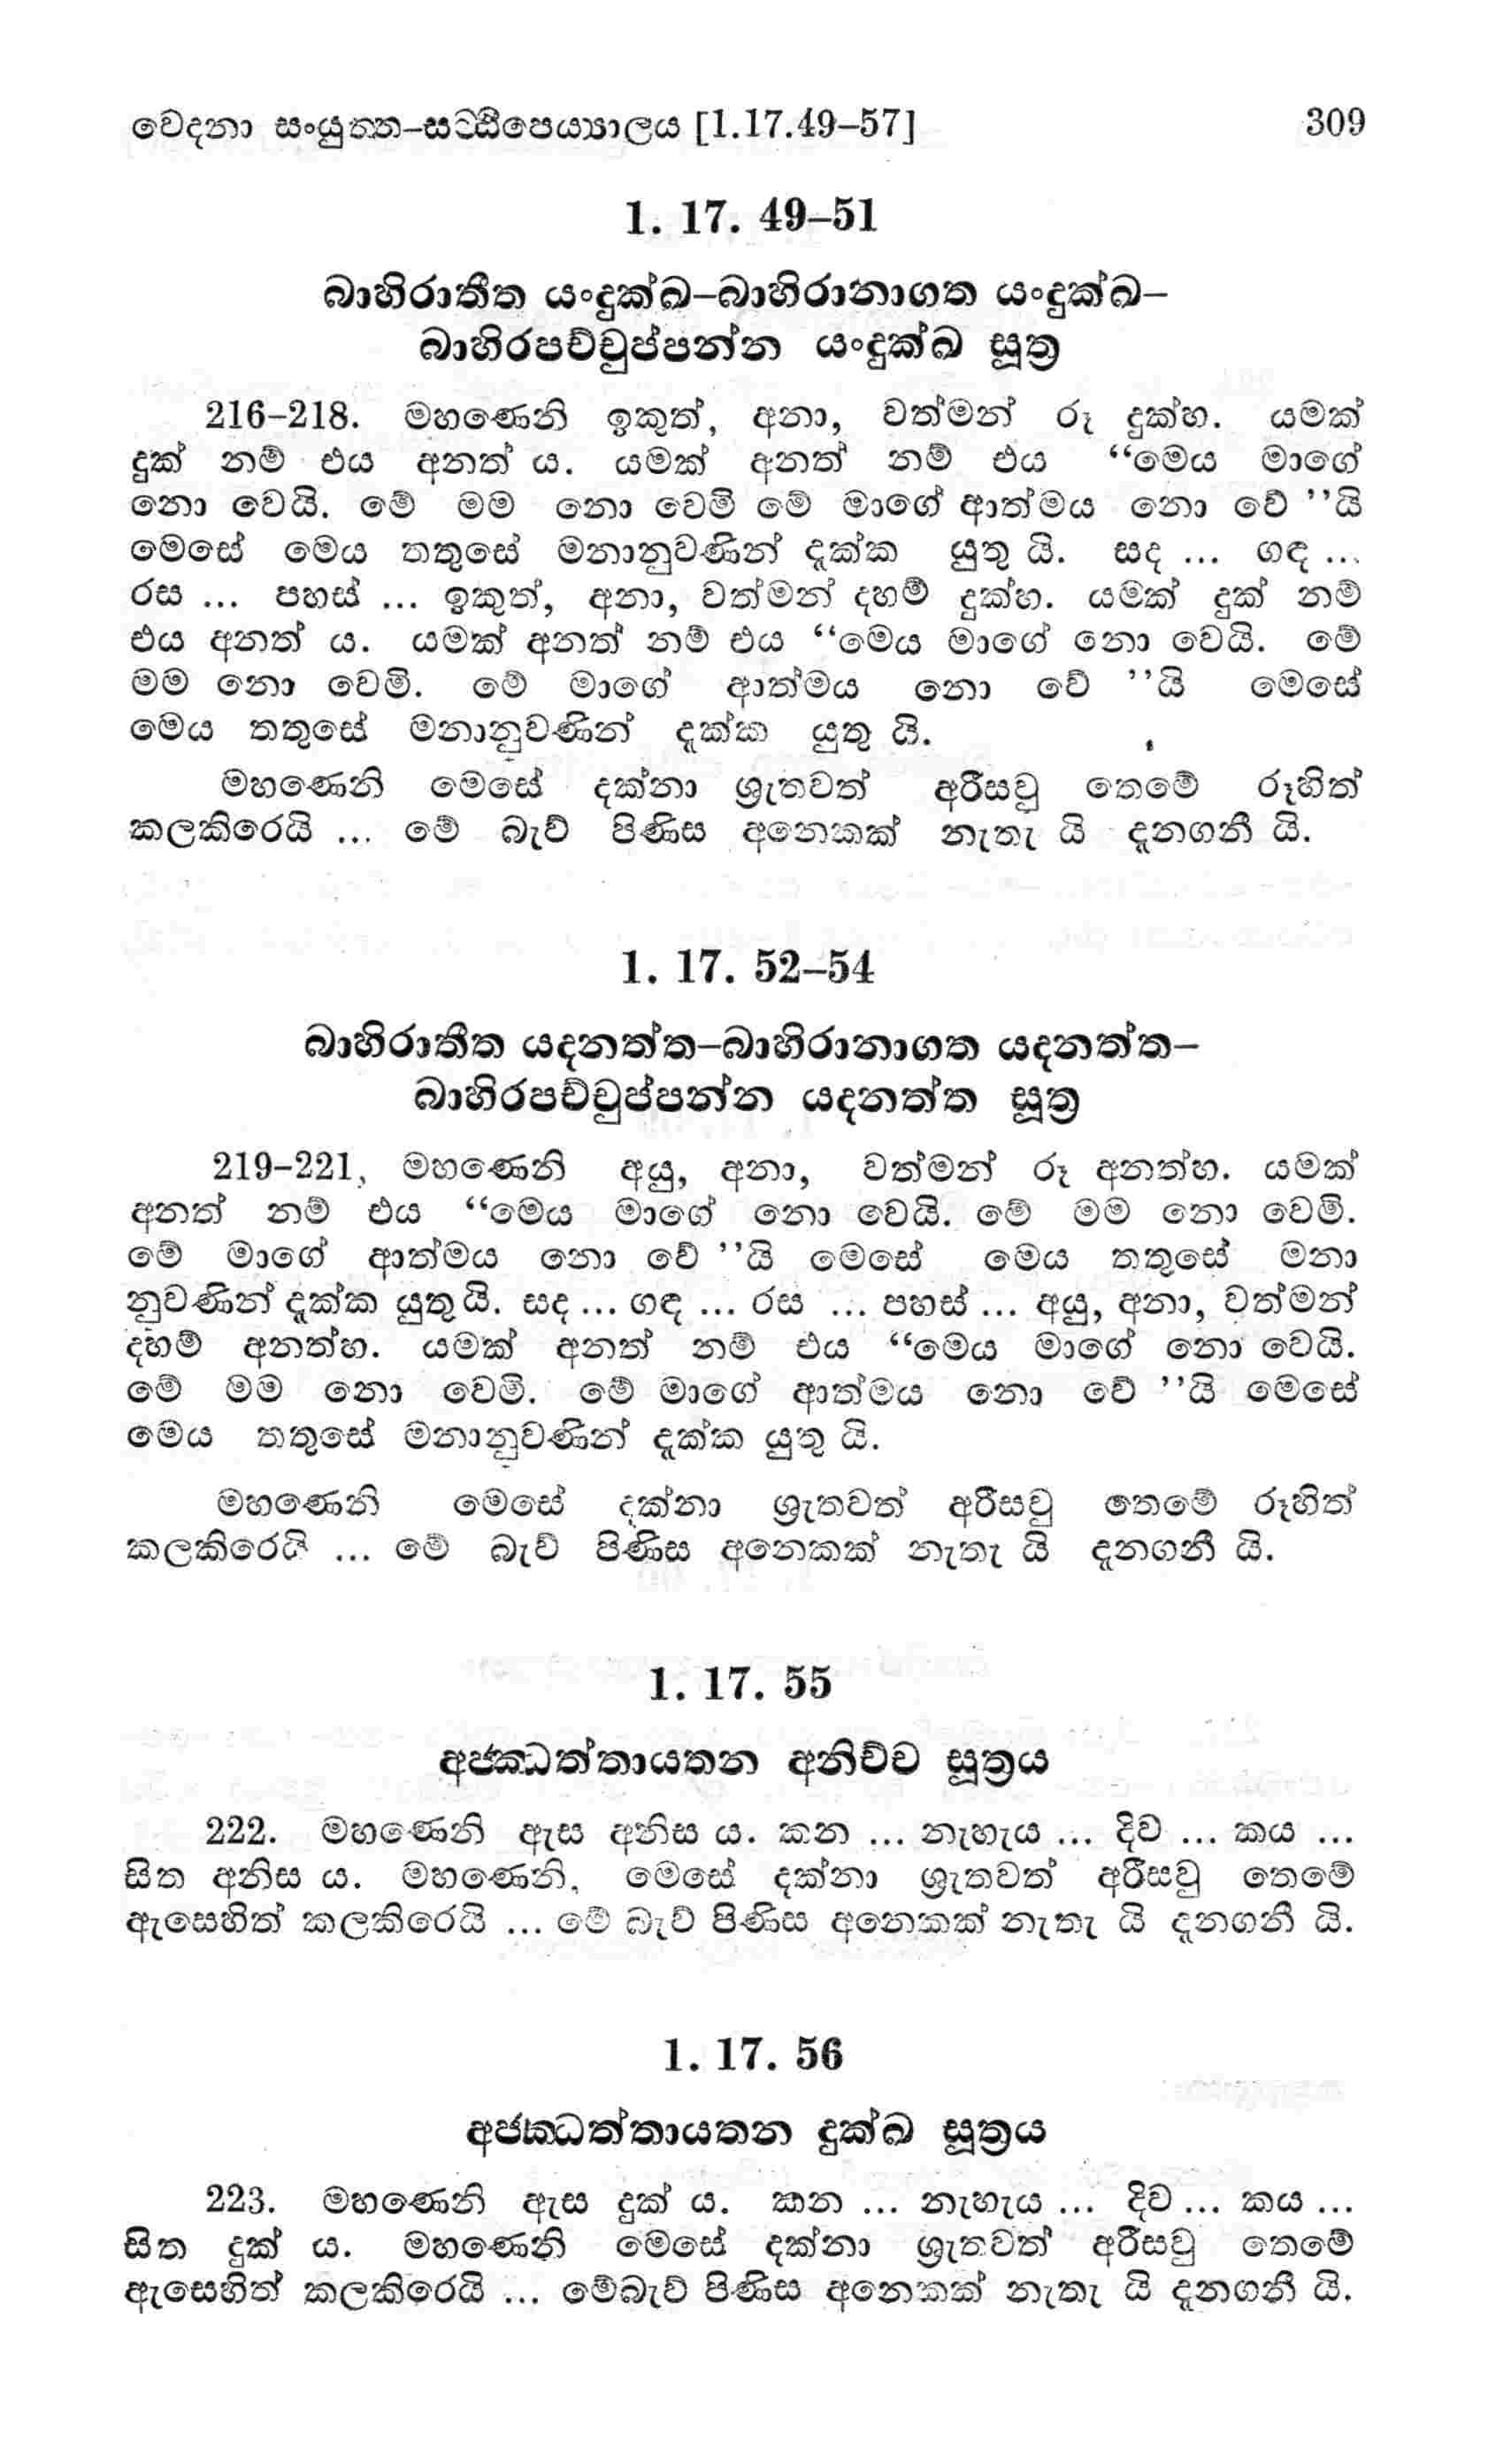 වෙදනා සංයුත්ත–සට්ඨිපෙය්‍යාලය [1.17.49–57] 309
1. 17. 49–51
බාහිරාතීත යංදුක්ඛ–බාහිරානාගත යංදුක්ඛ–
බාහිරපච්චුප්පන්න යංදුක්ඛ සූත්‍ර
216–218. මහණෙනි ඉකුත්, අනා, වත්මන් රූ දුක්හ. යමක්
දුක් නම් එය අනත් ය. යමක් අනත් නම් එය “මෙය මාගේ
නො වෙයි. මේ මම නො වෙමි මේ මාගේ ආත්මය නො වේ ’’යි
මෙසේ මෙය තතුසේ මනානුවණින් දැක්ක යුතු යි. සද ... ගඳ ...
රස ... පහස් ... ඉකුත්, අනා, වත්මන් දහම් දුක්හ. යමක් දුක් නම්
එය අනත් ය. යමක් අනත් නම් එය “මෙය මාගේ නො වෙයි. මේ
මම නො වෙමි. මේ මාගේ ආත්මය නො වේ ’’යි මෙසේ
මෙය තතුසේ මනානුවණින් දැක්ක යුතු යි.
මහණෙනි මෙසේ දක්නා ශ්‍රැතවත් අරීසවු තෙමේ රූහිත්
කලකිරෙයි ... මේ බැව් පිණිස අනෙකක් නැතැ යි දැනගනී යි.
1. 17. 52–54
බාහිරාතීත යදනත්ත–බාහිරානාගත යදනත්ත–
බාහිරපච්චුප්පන්න යදනත්ත සූත්‍ර
219–221, මහණෙනි අයු, අනා, වත්මන් රූ අනත්හ. යමක්
අනත් නම් එය “මෙය මාගේ නො වෙයි. මේ මම නො වෙමි.
මේ මාගේ ආත්මය නො වේ ’’යි මෙසේ මෙය තතුසේ මනා
නුවණින් දැක්ක යුතු යි. සද ... ගඳ ... රස ... පහස් ... අයු, අනා, වත්මන්
දහම් අනත්හ. යමක් අනත් නම් එය “මෙය මාගේ නො වෙයි.
මේ මම නො වෙමි. මේ මාගේ ආත්මය නො වේ ’’යි මෙසේ
මෙය තතුසේ මනානුවණින් දැක්ක යුතු යි.
මහණෙනි මෙසේ දක්නා ශ්‍රැතවත් අරීසවු තෙමේ රූහිත්
කලකිරෙයි ... මේ බැව් පිණිස අනෙකක් නැතැ යි දැනගනී යි.
1. 17. 55
අජ්ඣත්තායතන අනිච්ච සූත්‍රය
222. මහණෙනි ඇස අනිස ය. කන ... නැහැය ... දිව ... කය ...
සිත අනිස ය. මහණෙනි, මෙසේ දක්නා ශ්‍රැතවත් අරීසවු තෙමේ
ඇසෙහිත් කලකිරෙයි ... මේ බැව් පිණිස අනෙකක් නැතැ යි දැනගනී යි.
1. 17. 56
අජ්ඣත්තායතන දුක්ඛ සූත්‍රය
223. මහණෙනි ඇස දුක් ය. කන ... නැහැය ... දිව ... කය ...
සිත දුක් ය. මහණෙනි මෙසේ දක්නා ශ්‍රැතවත් අරීසවු තෙමේ
ඇසෙහිත් කලකිරෙයි ... මේබැව් පිණිස අනෙකක් නැතැ යි දැනගනී යි.